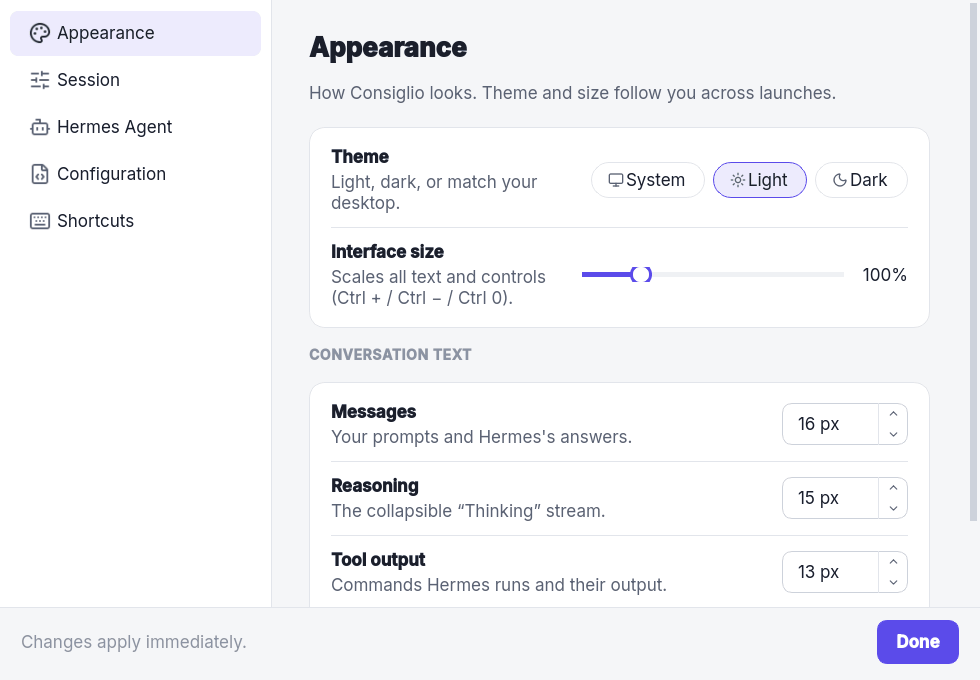 Appearance
Session
Hermes Agent
Configuration
Shortcuts
Appearance
How Consiglio looks. Theme and size follow you across launches.
Theme
Light, dark, or match your
desktop.
System
Light
Dark
Interface size
Scales all text and controls
(Ctrl + / Ctrl − / Ctrl 0).
100%
CONVERSATION TEXT
Messages
Your prompts and Hermes's answers.
16 px
Reasoning
The collapsible “Thinking” stream.
15 px
Tool output
Commands Hermes runs and their output.
13 px
Changes apply immediately.
Done